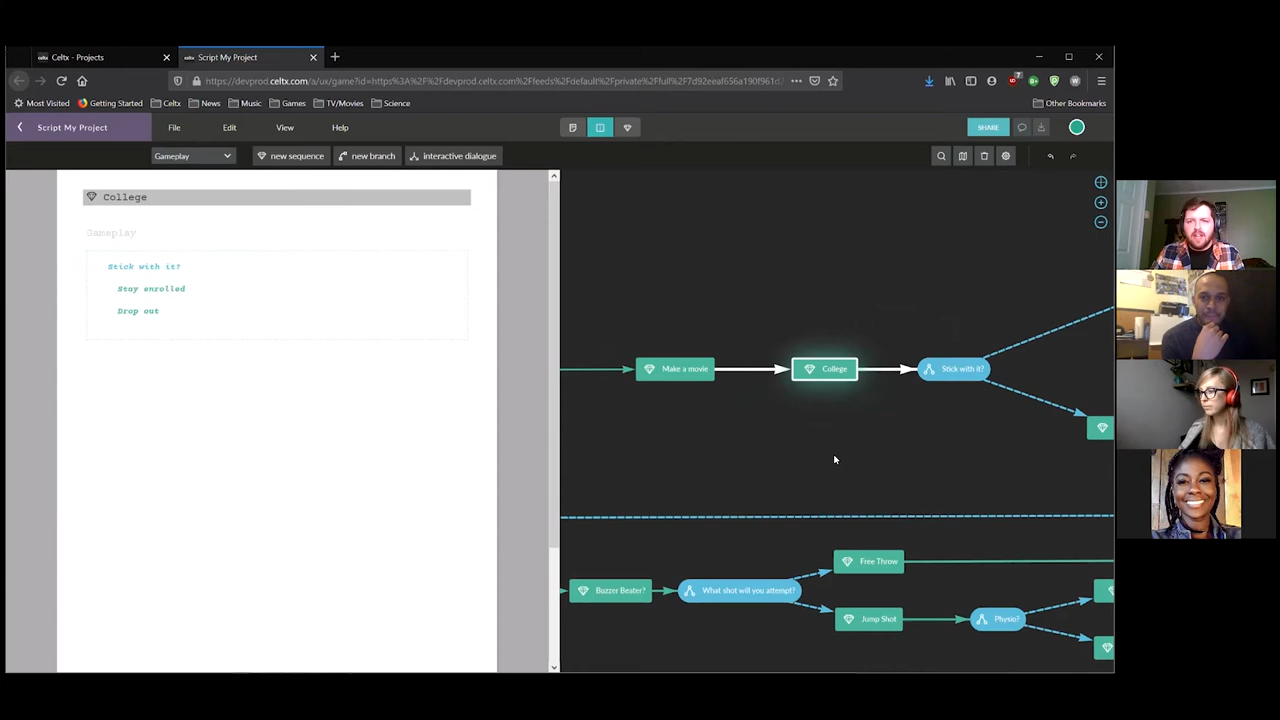 Celtx - Projects
Script My Project
https://devprod.celtx.com/a/ux/game?id=https%3A%2F%2Fdevprod.celtx.com%2Ffeeds%2Fdefault%2Fprivate%2Ffull%2F7d92eeaf656a190f961d.
7
Most Visited
Getting Started
Celtx
News
Music
Games
TV/Movies
Science
Other Bookmarks
Script My Project
File
Edit
View
Help
SHARE
Gameplay
new sequence
new branch
interactive dialogue
College
Gameplay
Stick with it?
Stay enrolled
Drop out
Make a movie
College
Stick with it?
Free Throw
Buzzer Beater?
What shot will you attempt?
Jump Shot
Physio?